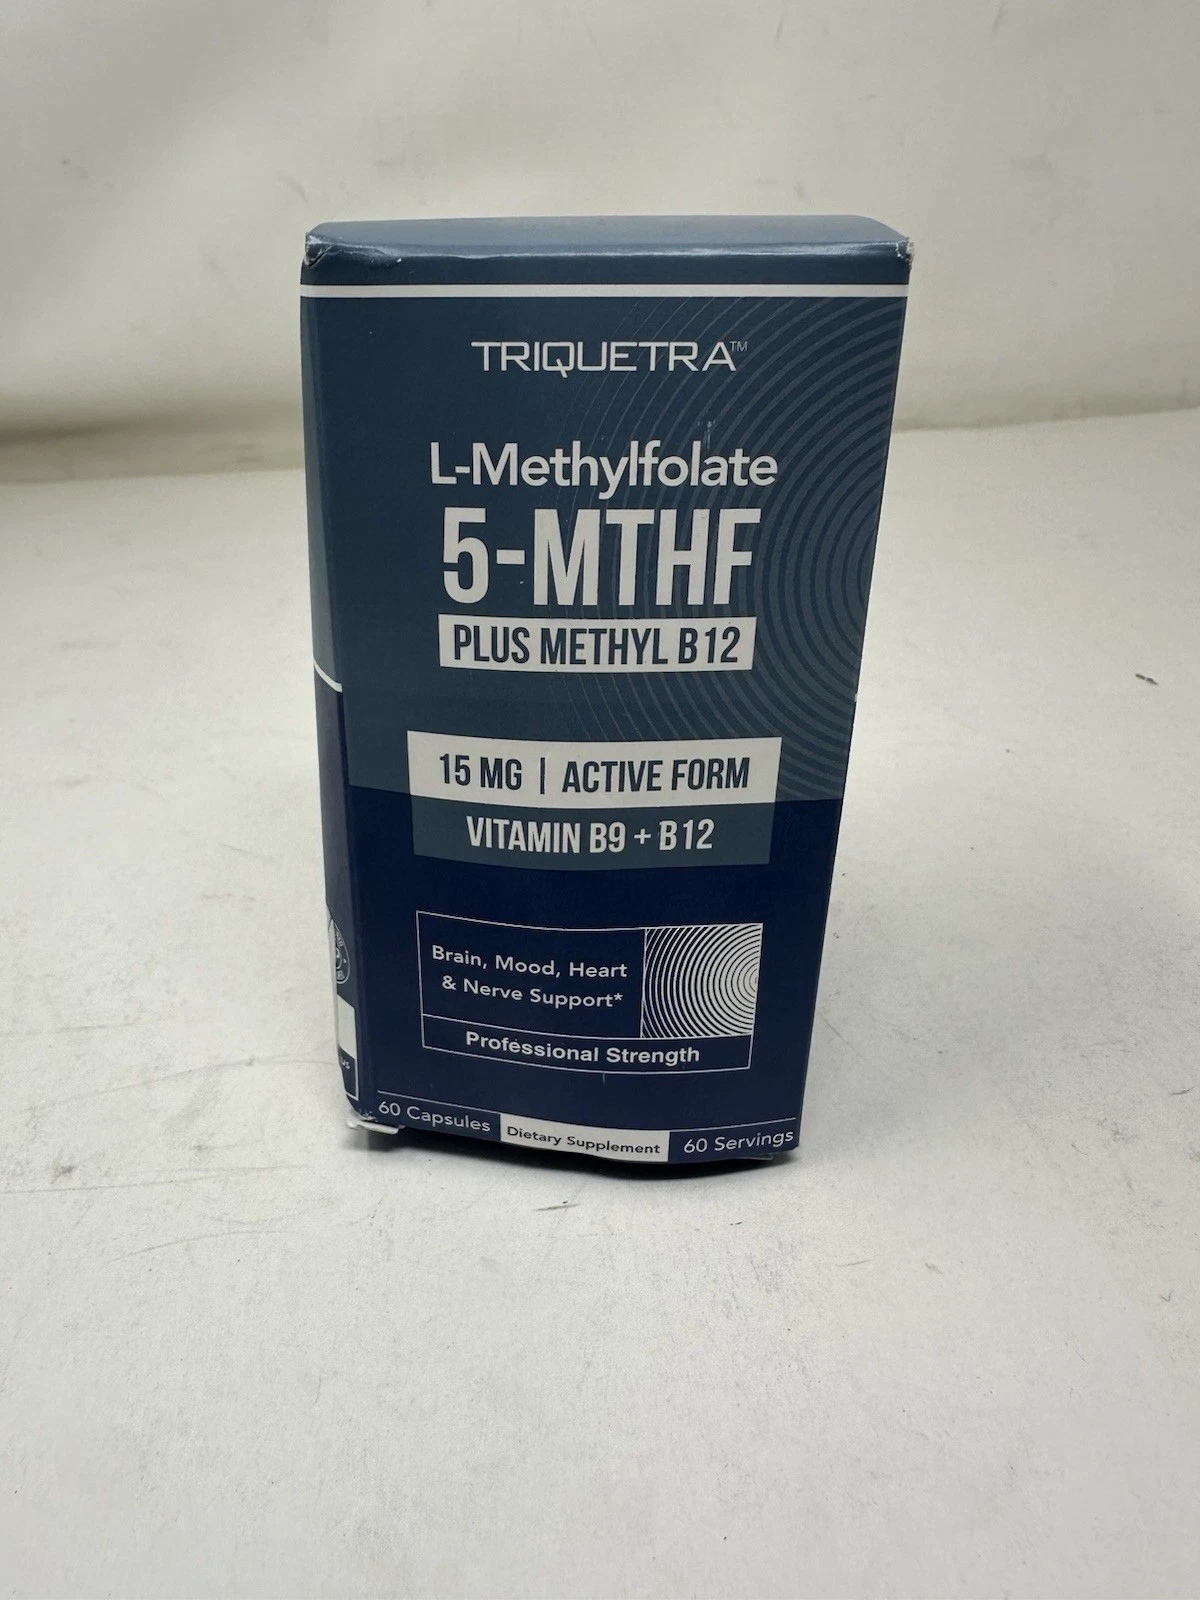 TRIQUETRA™
L-Methylfolate
5-MTHF
PLUS METHYL B12
15 MG | ACTIVE FORM
VITAMIN B9 + B12
Brain, Mood, Heart
& Nerve Support*
Professional Strength
60 Capsules Dietary Supplement 60 Servings